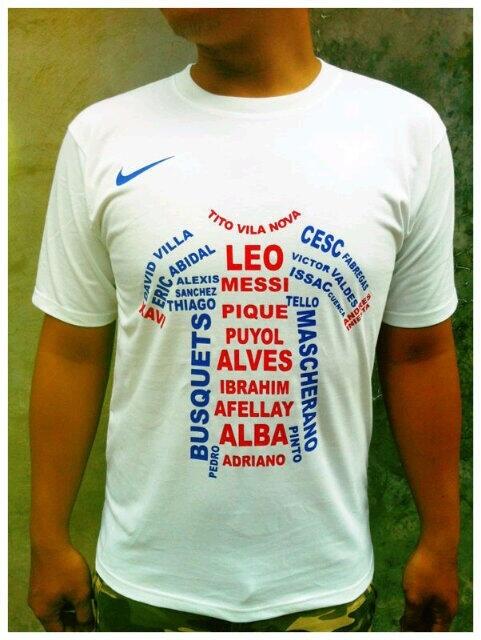 TITO VILA NOVA
DAVID VILLA
ERIC ABIDAL
ALEXIS
SANCHEZ
THIAGO
XAVI
CESC FABREGAS
VICTOR VALDES
ISSAC CUENCA
ANDRES
INIESTA
TELLO
LEO
MESSI
PIQUE
PUYOL
ALVES
IBRAHIM
AFELLAY
ALBA
ADRIANO
BUSQUETS
PEDRO
MASCHERANO
PINTO